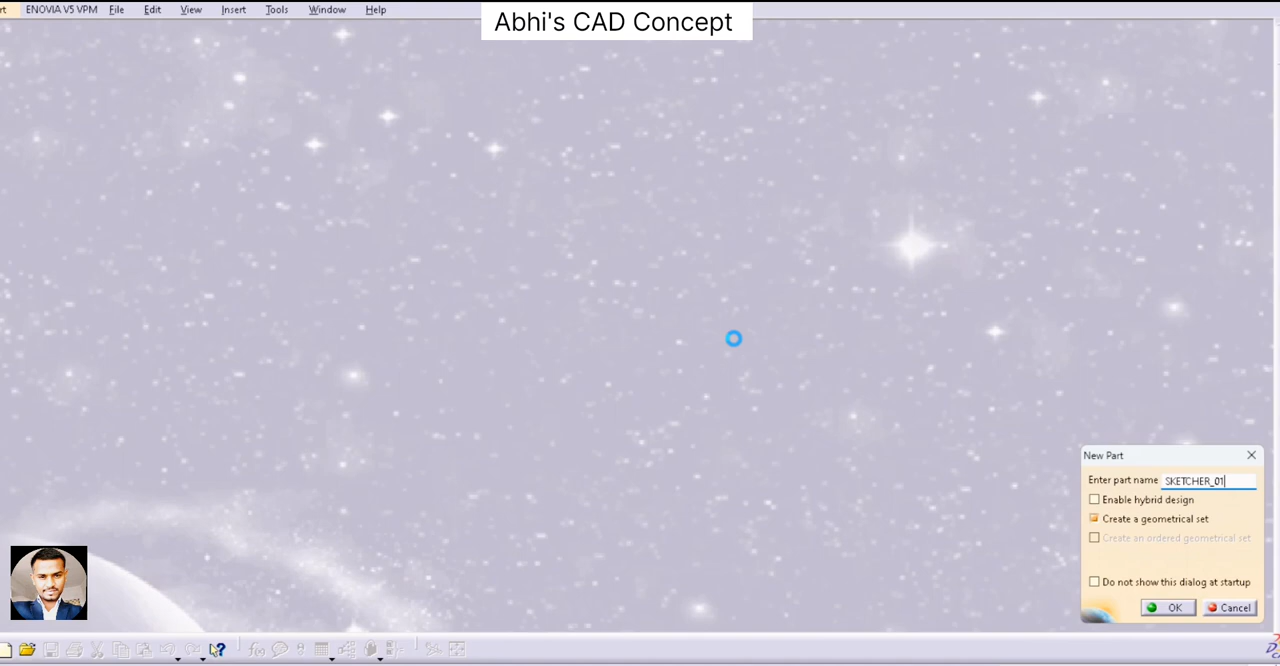 rt ENOVIA V5 VPM File Edit View Insert Tools Window Help
Abhi's CAD Concept
New Part
Enter part name SKETCHER_01
Enable hybrid design
Create a geometrical set
Create an ordered geometrical set
Do not show this dialog at startup
OK Cancel
f(x)